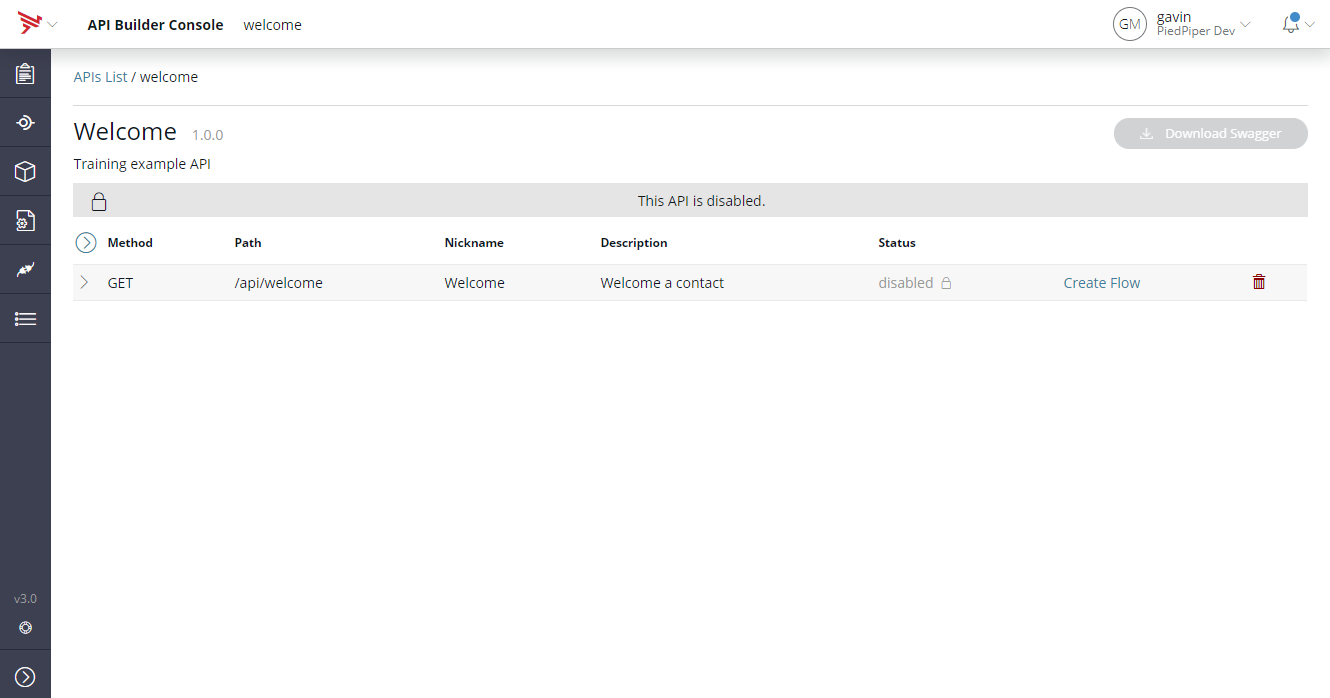 API Builder Console welcome
GM gavin
PiedPiper Dev
APIs List / welcome
Welcome 1.0.0
Download Swagger
Training example API
This API is disabled.
Method Path Nickname Description Status
GET /api/welcome Welcome Welcome a contact disabled Create Flow
v3.0